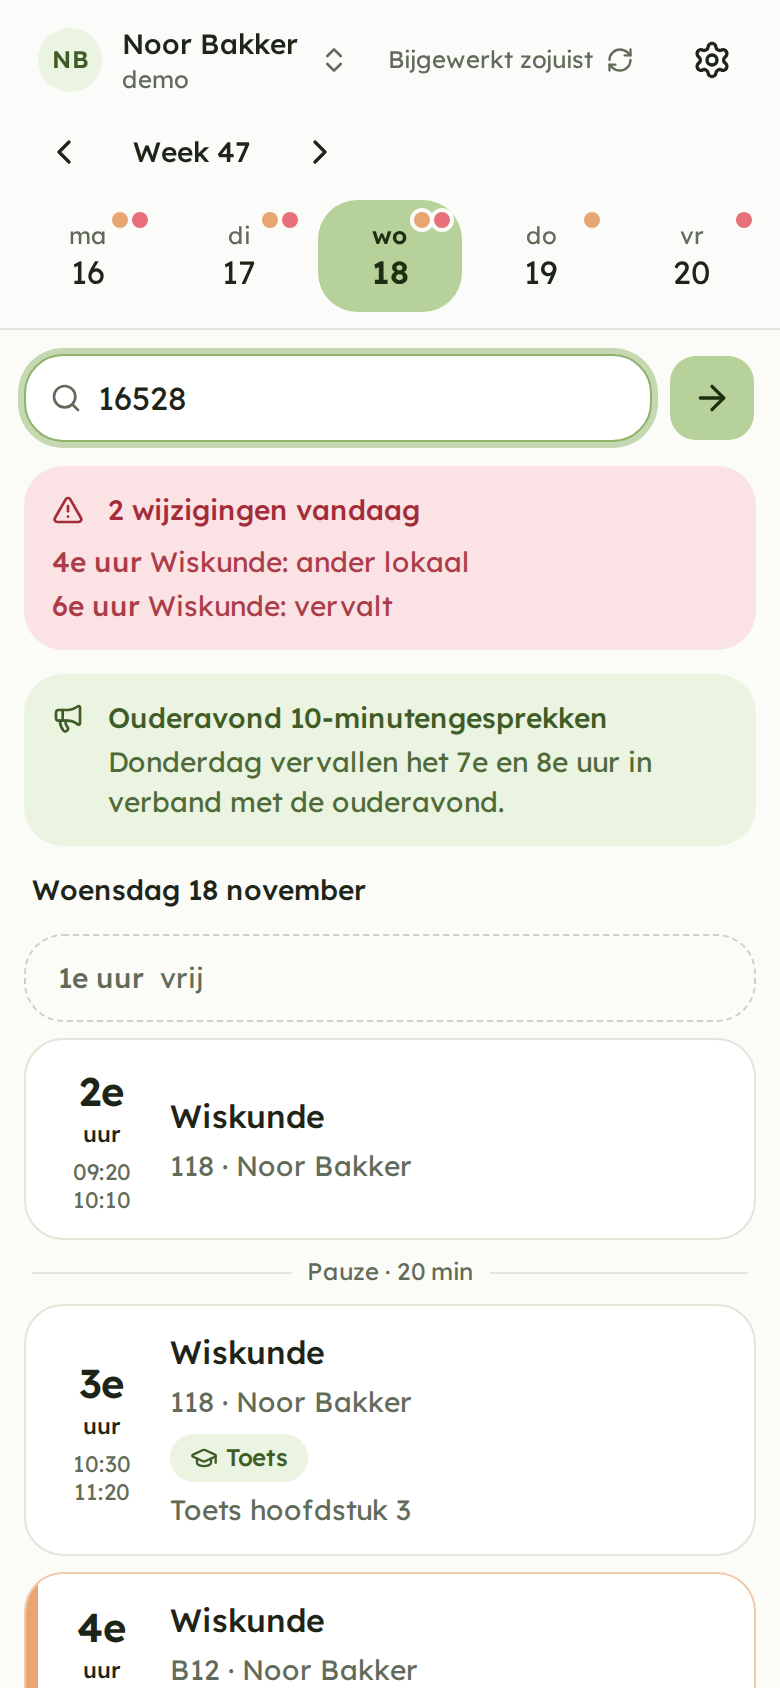 NB
Noor Bakker
demo
Bijgewerkt zojuist
Week 47
ma
16
di
17
wo
18
do
19
vr
20
16528
2 wijzigingen vandaag
4e uur Wiskunde: ander lokaal
6e uur Wiskunde: vervalt
Ouderavond 10-minutengesprekken
Donderdag vervallen het 7e en 8e uur in
verband met de ouderavond.
Woensdag 18 november
1e uur vrij
2e
uur
09:20
10:10
Wiskunde
118 · Noor Bakker
Pauze · 20 min
3e
uur
10:30
11:20
Wiskunde
118 · Noor Bakker
Toets
Toets hoofdstuk 3
4e
uur
Wiskunde
B12 · Noor Bakker